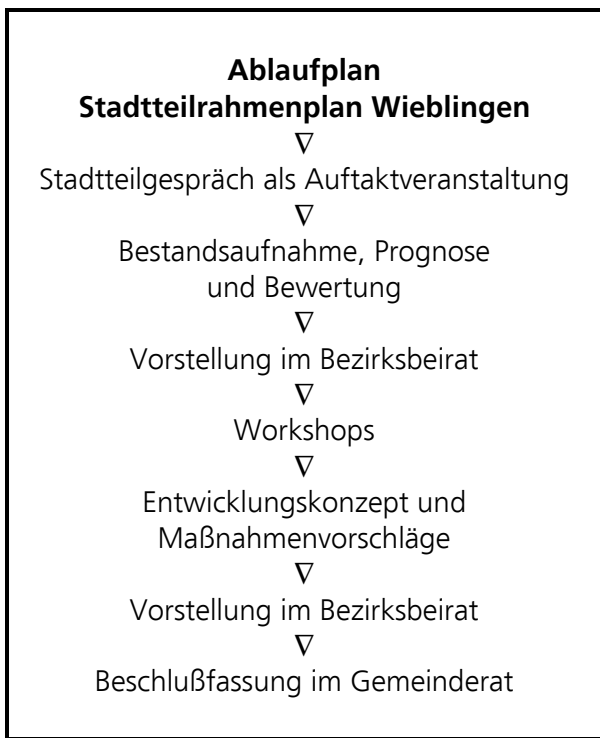 Ablaufplan
Stadtteilrahmenplan Wieblingen
∇
Stadtteilgespräch als Auftaktveranstaltung
∇
Bestandsaufnahme, Prognose
und Bewertung
∇
Vorstellung im Bezirksbeirat
∇
Workshops
∇
Entwicklungskonzept und
Maßnahmenvorschläge
∇
Vorstellung im Bezirksbeirat
∇
Beschlußfassung im Gemeinderat